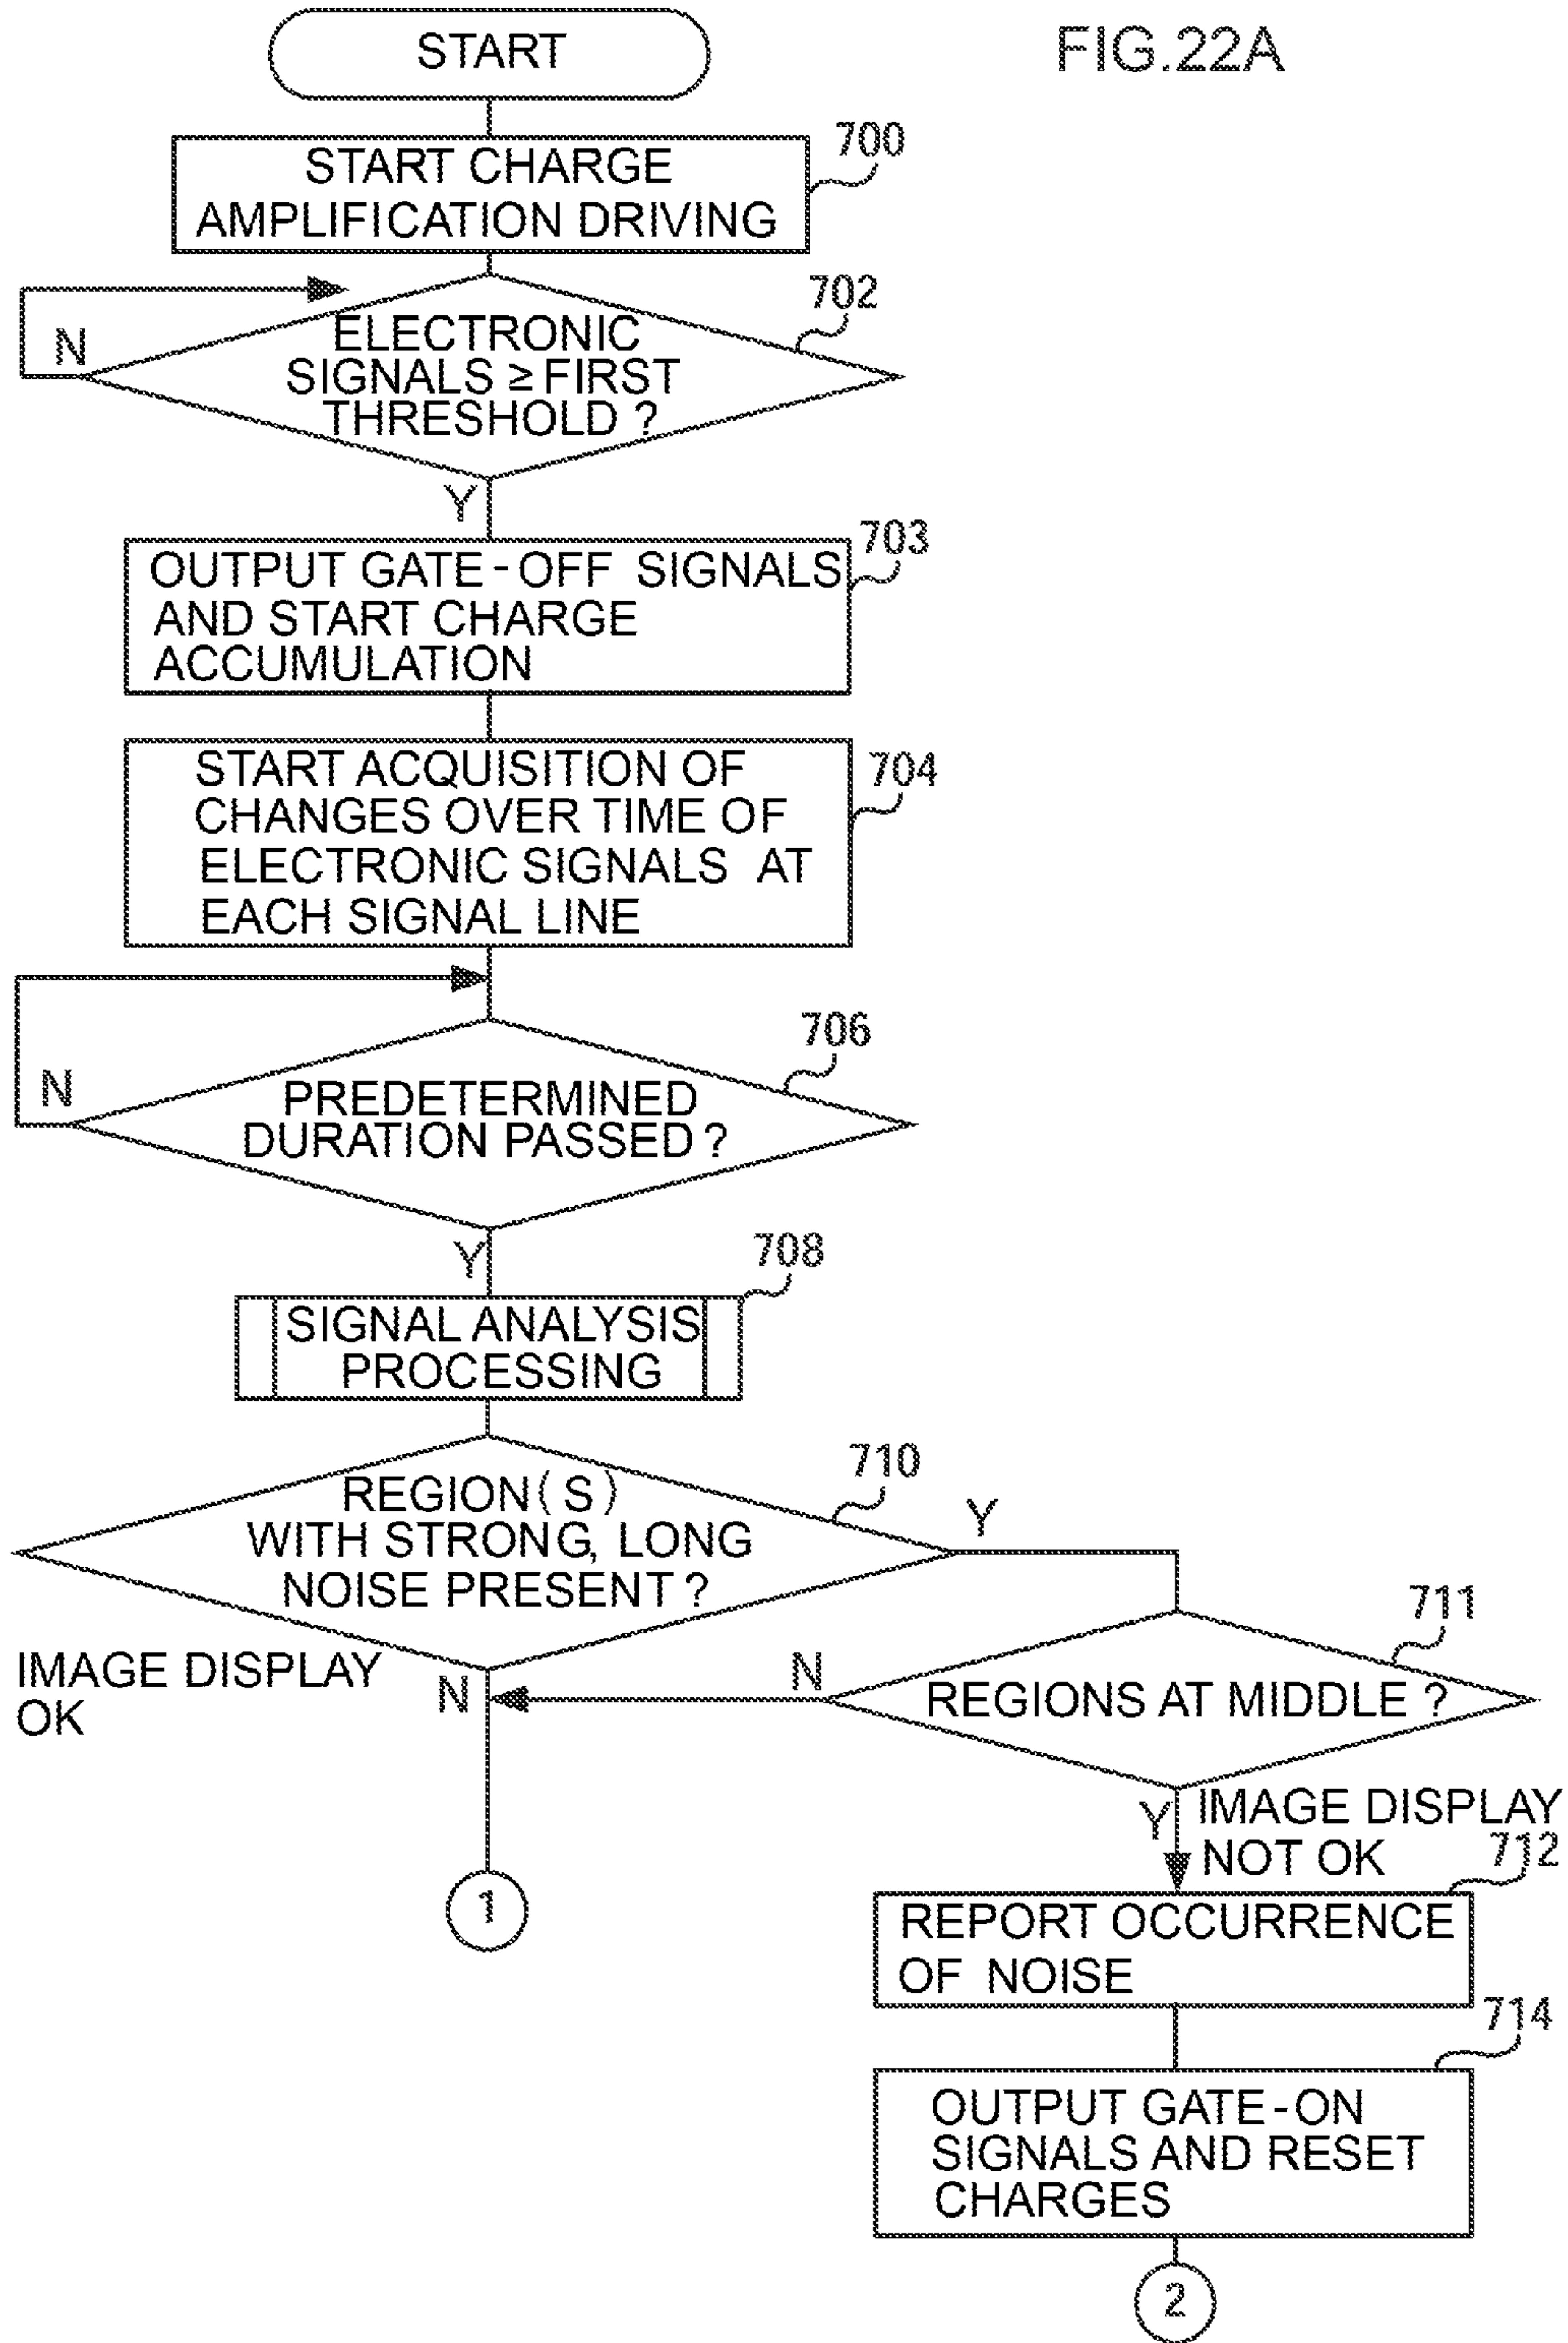 START
FIG.22A
700
START CHARGE
AMPLIFICATION DRIVING
702
N
ELECTRONIC
SIGNALS ≥ FIRST
THRESHOLD ?
Y
703
OUTPUT GATE-OFF SIGNALS
AND START CHARGE
ACCUMULATION
704
START ACQUISITION OF
CHANGES OVER TIME OF
ELECTRONIC SIGNALS AT
EACH SIGNAL LINE
706
N
PREDETERMINED
DURATION PASSED ?
Y
708
SIGNAL ANALYSIS
PROCESSING
710
REGION(S)
WITH STRONG, LONG
NOISE PRESENT ?
Y
711
IMAGE DISPLAY
OK
N
N
REGIONS AT MIDDLE ?
1
Y
IMAGE DISPLAY
NOT OK
712
REPORT OCCURRENCE
OF NOISE
714
OUTPUT GATE-ON
SIGNALS AND RESET
CHARGES
2